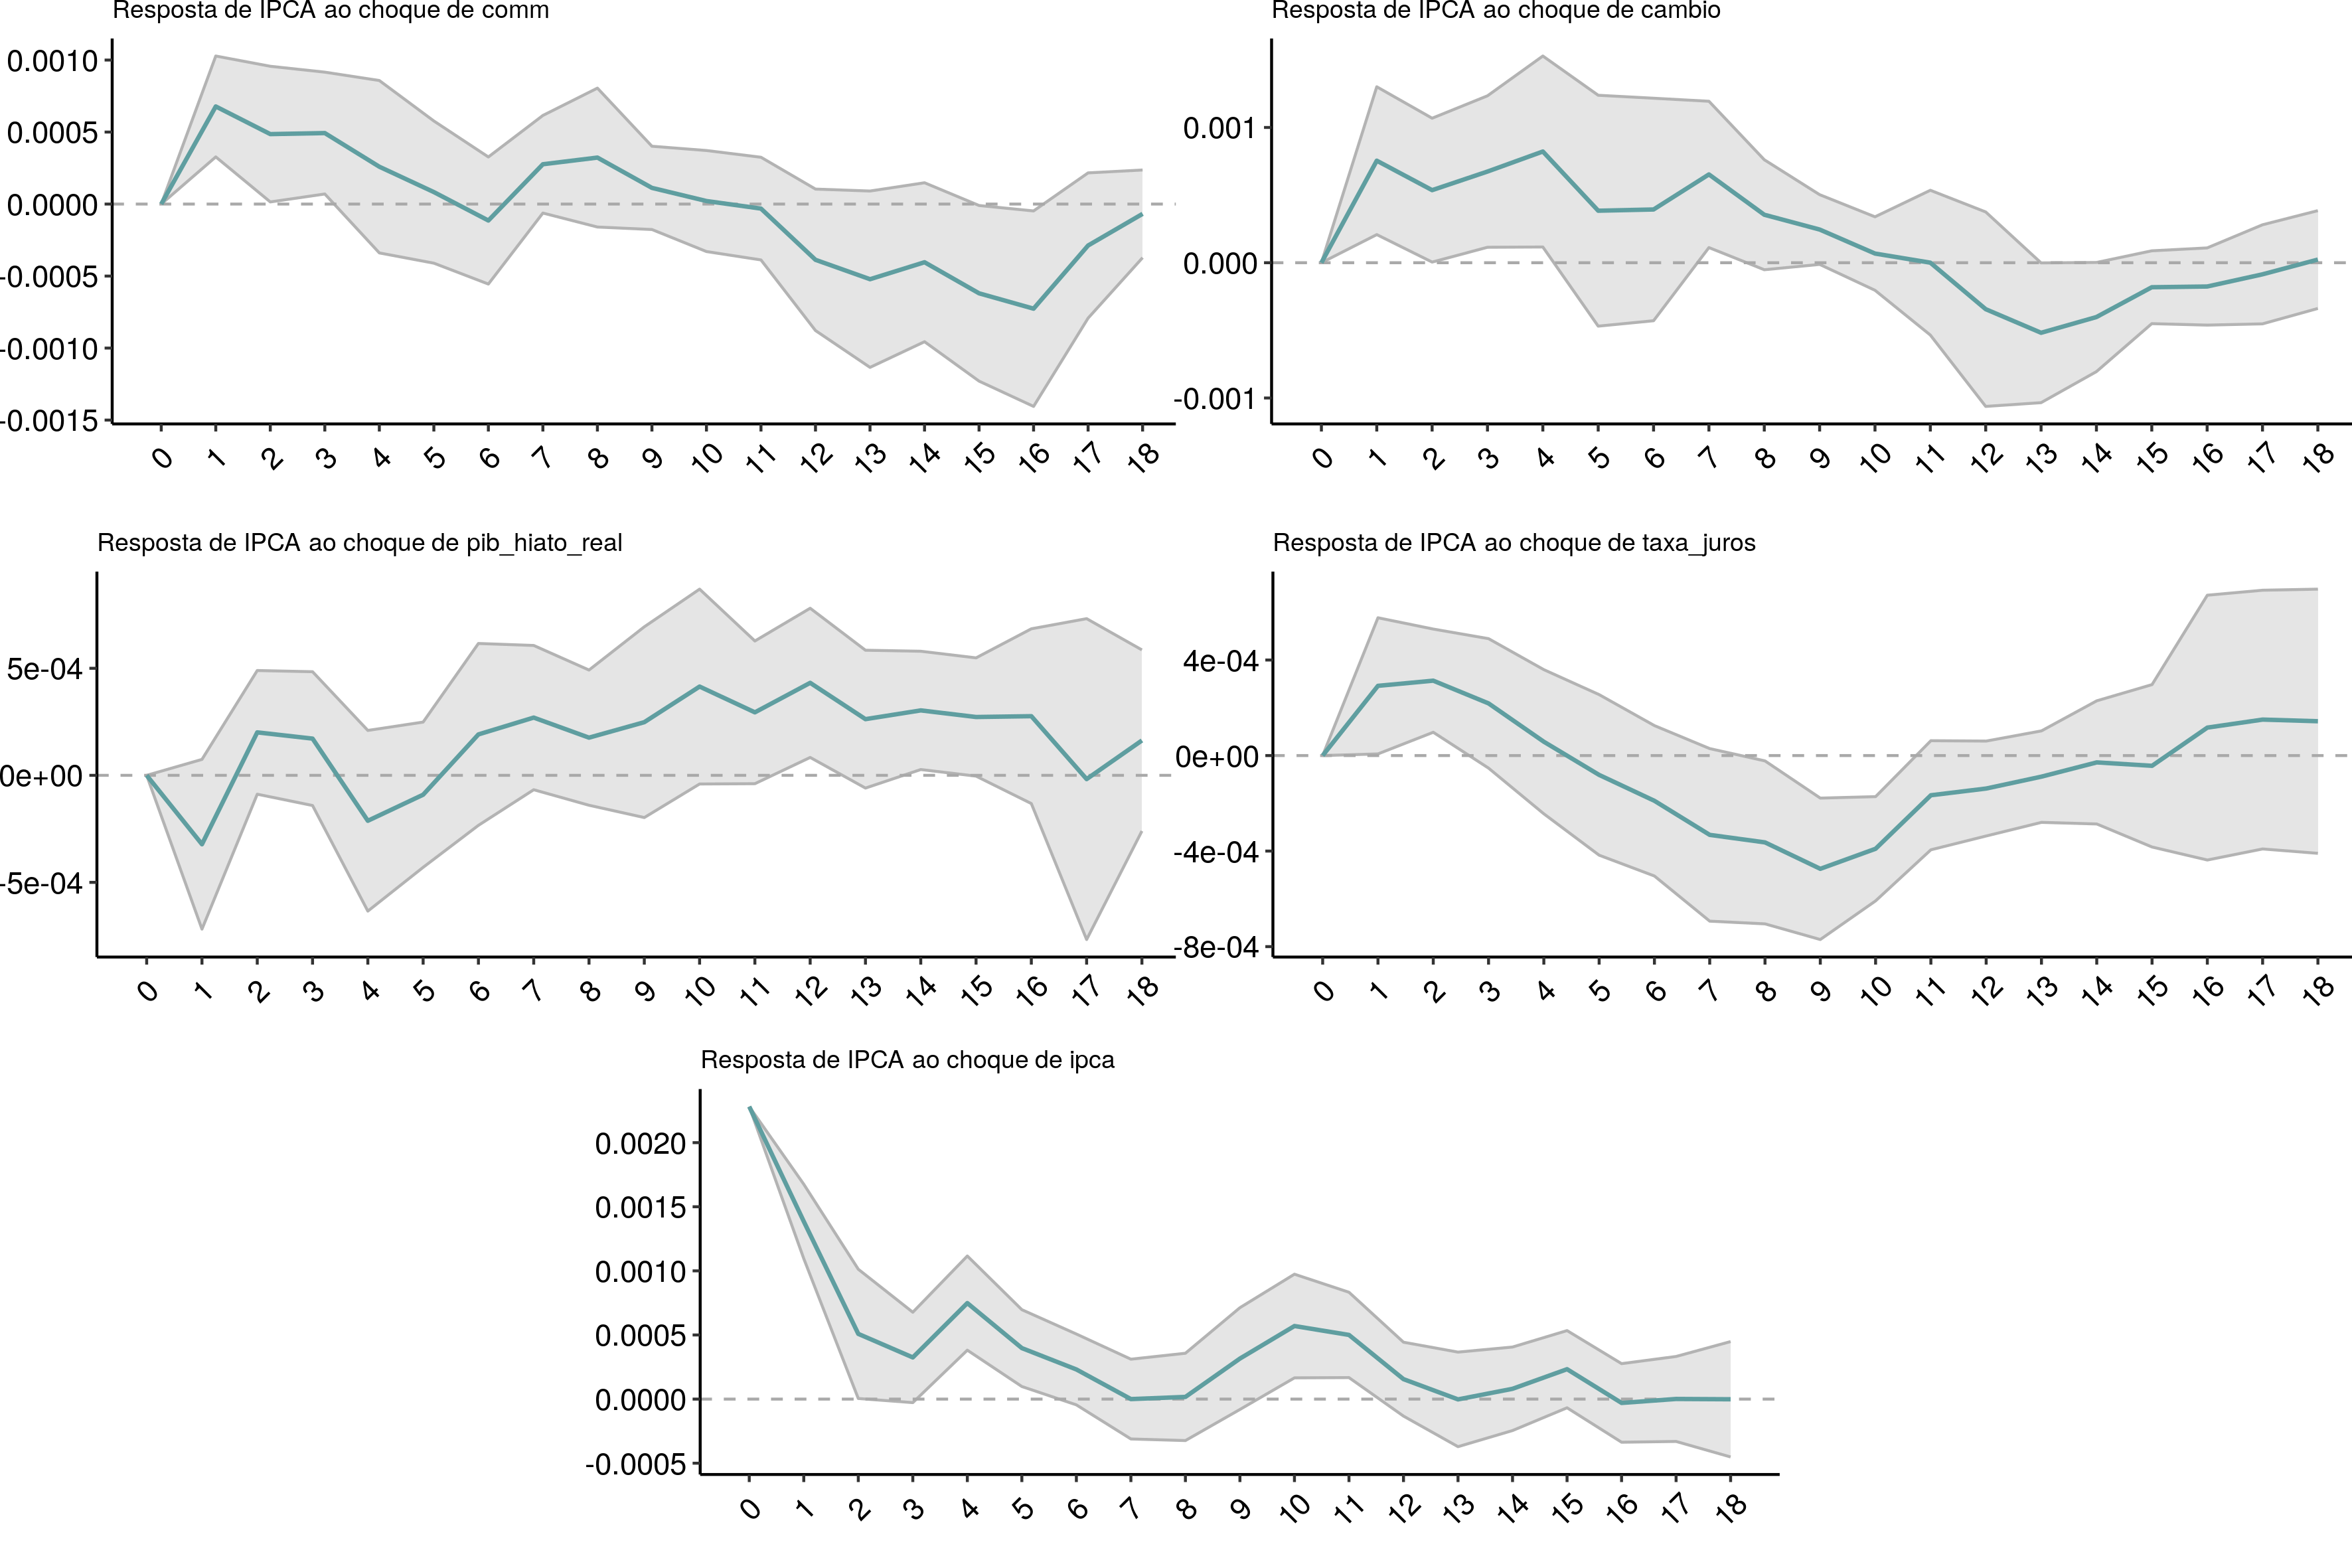 Resposta de IPCA ao choque de comm
0.0010
0.0005
0.0000
-0.0005
-0.0010
-0.0015
0 1 2 3 4 5 6 7 8 9 10 11 12 13 14 15 16 17 18
Resposta de IPCA ao choque de cambio
0.001
0.000
-0.001
0 1 2 3 4 5 6 7 8 9 10 11 12 13 14 15 16 17 18
Resposta de IPCA ao choque de pib_hiato_real
5e-04
0e+00
-5e-04
0 1 2 3 4 5 6 7 8 9 10 11 12 13 14 15 16 17 18
Resposta de IPCA ao choque de taxa_juros
4e-04
0e+00
-4e-04
-8e-04
0 1 2 3 4 5 6 7 8 9 10 11 12 13 14 15 16 17 18
Resposta de IPCA ao choque de ipca
0.0020
0.0015
0.0010
0.0005
0.0000
-0.0005
0 1 2 3 4 5 6 7 8 9 10 11 12 13 14 15 16 17 18